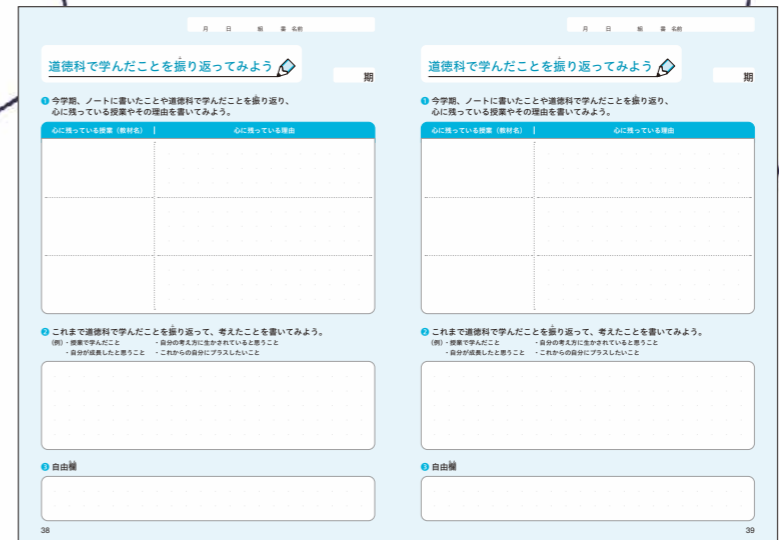 月 日 組 番 名前
道徳科で学んだことを振り返ってみよう
期
❶ 今学期、ノートに書いたことや道徳科で学んだことを振り返り、
心に残っている授業やその理由を書いてみよう。
心に残っている授業（教材名） 心に残っている理由
❷ これまで道徳科で学んだことを振り返って、考えたことを書いてみよう。
（例）・授業で学んだこと ・自分の考え方に生かされていると思うこと
・自分が成長したと思うこと ・これからの自分にプラスしたいこと
❸ 自由欄
38
月 日 組 番 名前
道徳科で学んだことを振り返ってみよう
期
❶ 今学期、ノートに書いたことや道徳科で学んだことを振り返り、
心に残っている授業やその理由を書いてみよう。
心に残っている授業（教材名） 心に残っている理由
❷ これまで道徳科で学んだことを振り返って、考えたことを書いてみよう。
（例）・授業で学んだこと ・自分の考え方に生かされていると思うこと
・自分が成長したと思うこと ・これからの自分にプラスしたいこと
❸ 自由欄
39